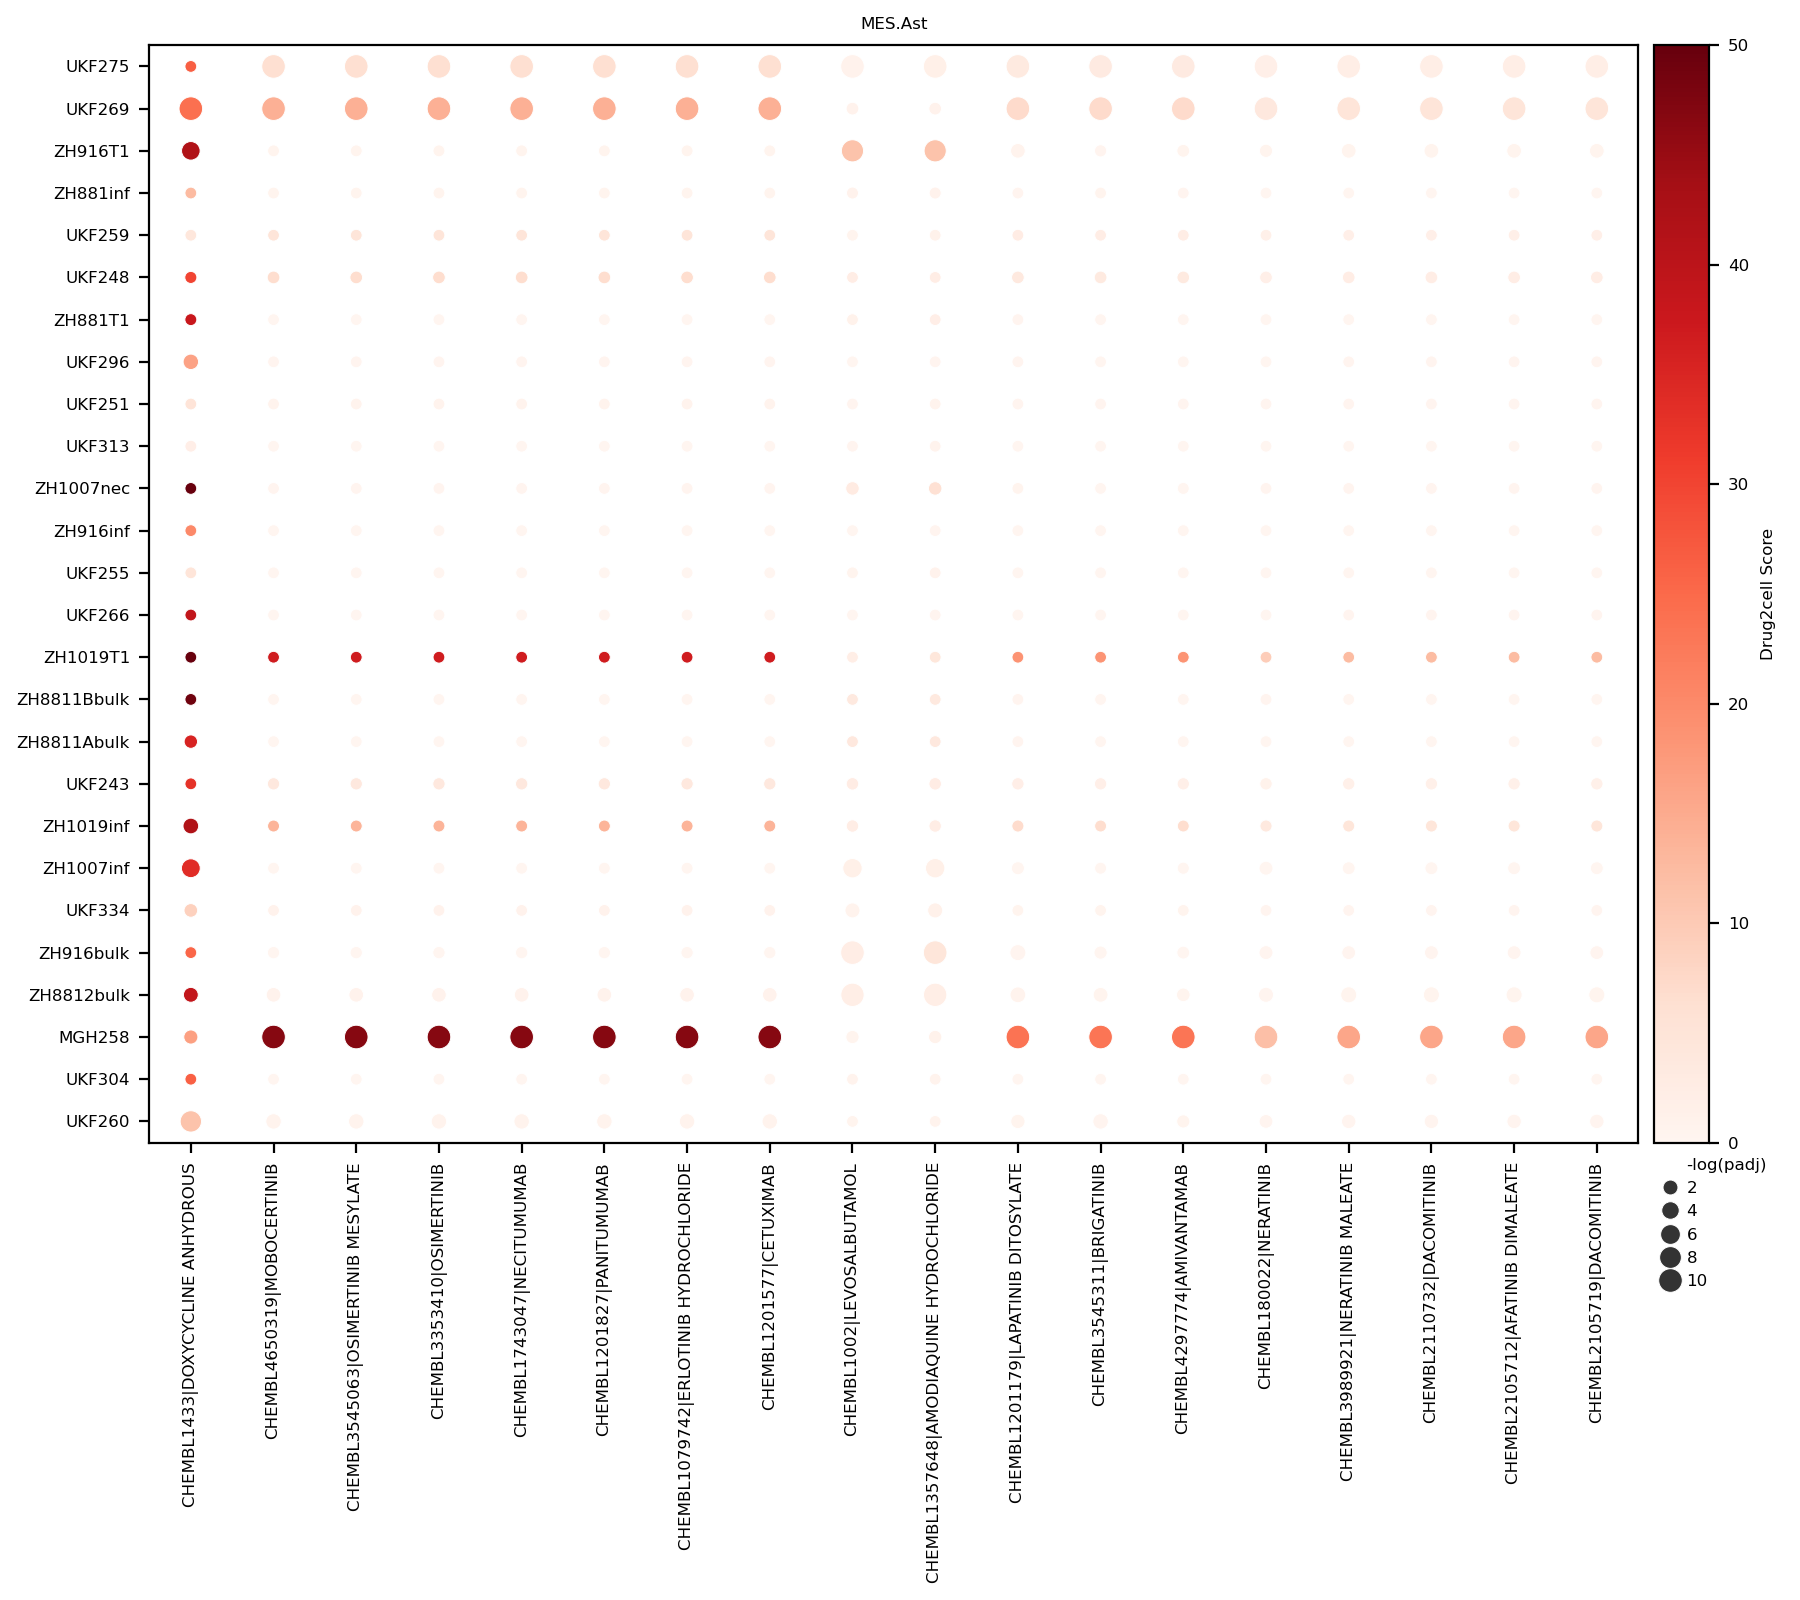 MES.Ast
UKF275
UKF269
ZH916T1
ZH881inf
UKF259
UKF248
ZH881T1
UKF296
UKF251
UKF313
ZH1007nec
ZH916inf
UKF255
UKF266
ZH1019T1
ZH8811Bbulk
ZH8811Abulk
UKF243
ZH1019inf
ZH1007inf
UKF334
ZH916bulk
ZH8812bulk
MGH258
UKF304
UKF260
CHEMBL1433|DOXYCYCLINE ANHYDROUS
CHEMBL4650319|MOBOCERTINIB
CHEMBL3545063|OSIMERTINIB MESYLATE
CHEMBL3353410|OSIMERTINIB
CHEMBL1743047|NECITUMUMAB
CHEMBL1201827|PANITUMUMAB
CHEMBL1079742|ERLOTINIB HYDROCHLORIDE
CHEMBL1201577|CETUXIMAB
CHEMBL1002|LEVOSALBUTAMOL
CHEMBL1357648|AMODIAQUINE HYDROCHLORIDE
CHEMBL1201179|LAPATINIB DITOSYLATE
CHEMBL3545311|BRIGATINIB
CHEMBL4297774|AMIVANTAMAB
CHEMBL180022|NERATINIB
CHEMBL3989921|NERATINIB MALEATE
CHEMBL2110732|DACOMITINIB
CHEMBL2105712|AFATINIB DIMALEATE
CHEMBL2105719|DACOMITINIB
50
40
30
20
10
0
Drug2cell Score
-log(padj)
2
4
6
8
10